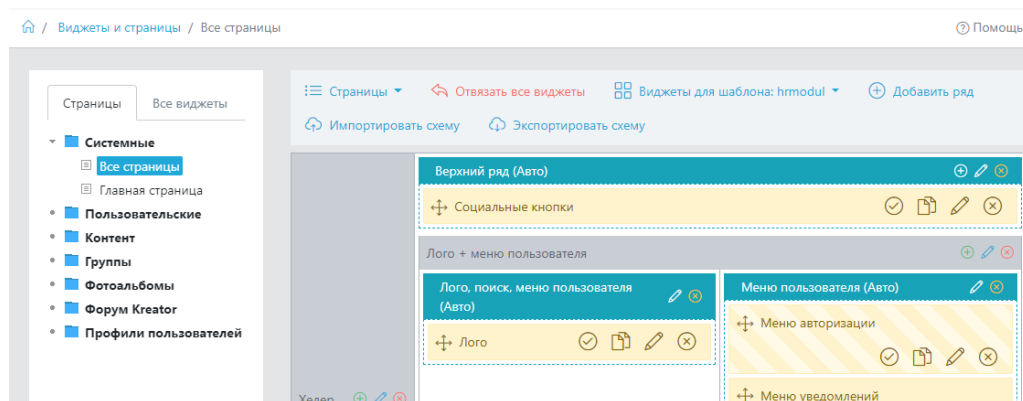 / Виджеты и страницы / Все страницы
Помощь
Страницы
Все виджеты
Системные
Все страницы
Главная страница
Пользовательские
Контент
Группы
Фотоальбомы
Форум Kreator
Профили пользователей
Страницы
Отвязать все виджеты
Виджеты для шаблона: hrmodul
Добавить ряд
Импортировать схему
Экспортировать схему
Верхний ряд (Авто)
Социальные кнопки
Лого + меню пользователя
Лого, поиск, меню пользователя
(Авто)
Лого
Меню пользователя (Авто)
Меню авторизации
Меню уведомлений
Хедер